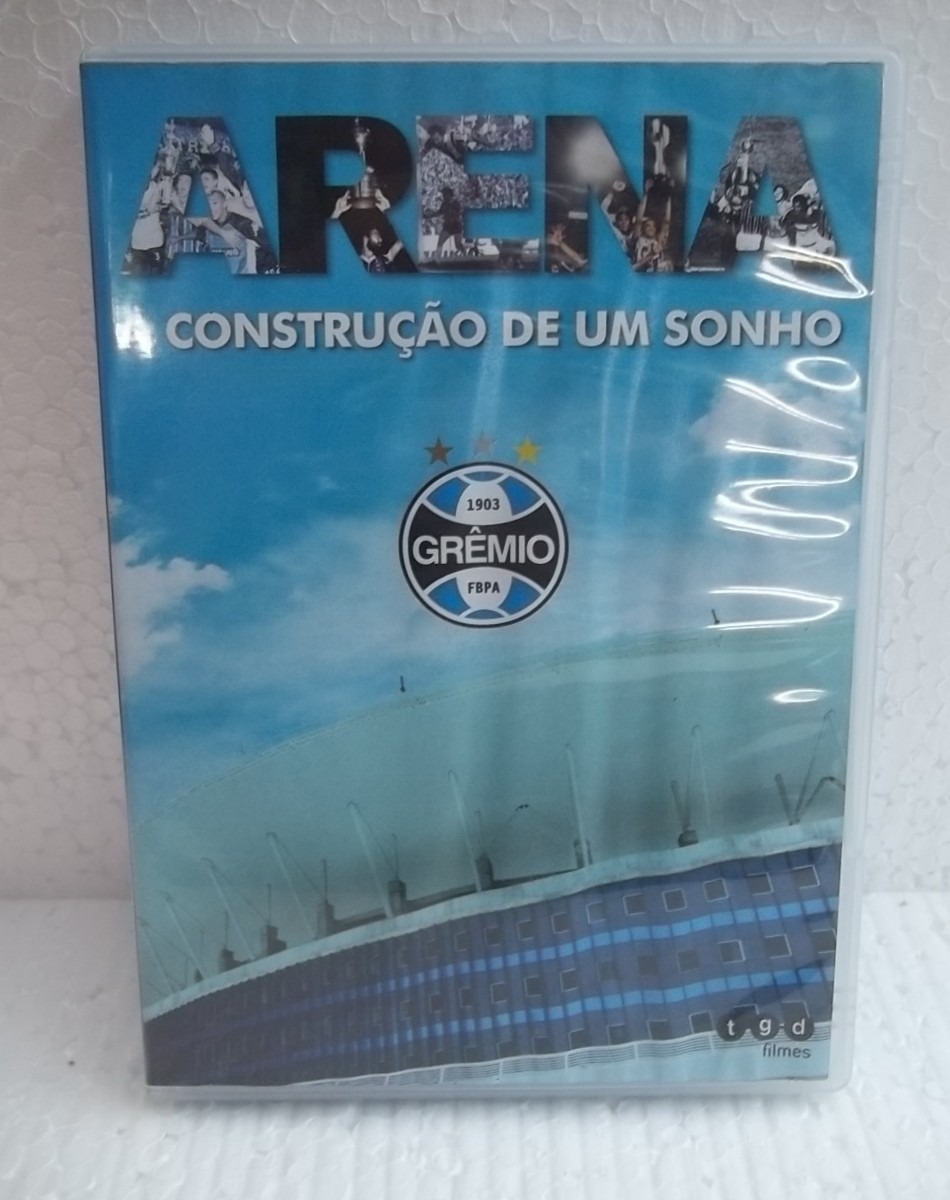 ARENA
A CONSTRUÇÃO DE UM SONHO
1903
GRÊMIO
FBPA
t g d
filmes